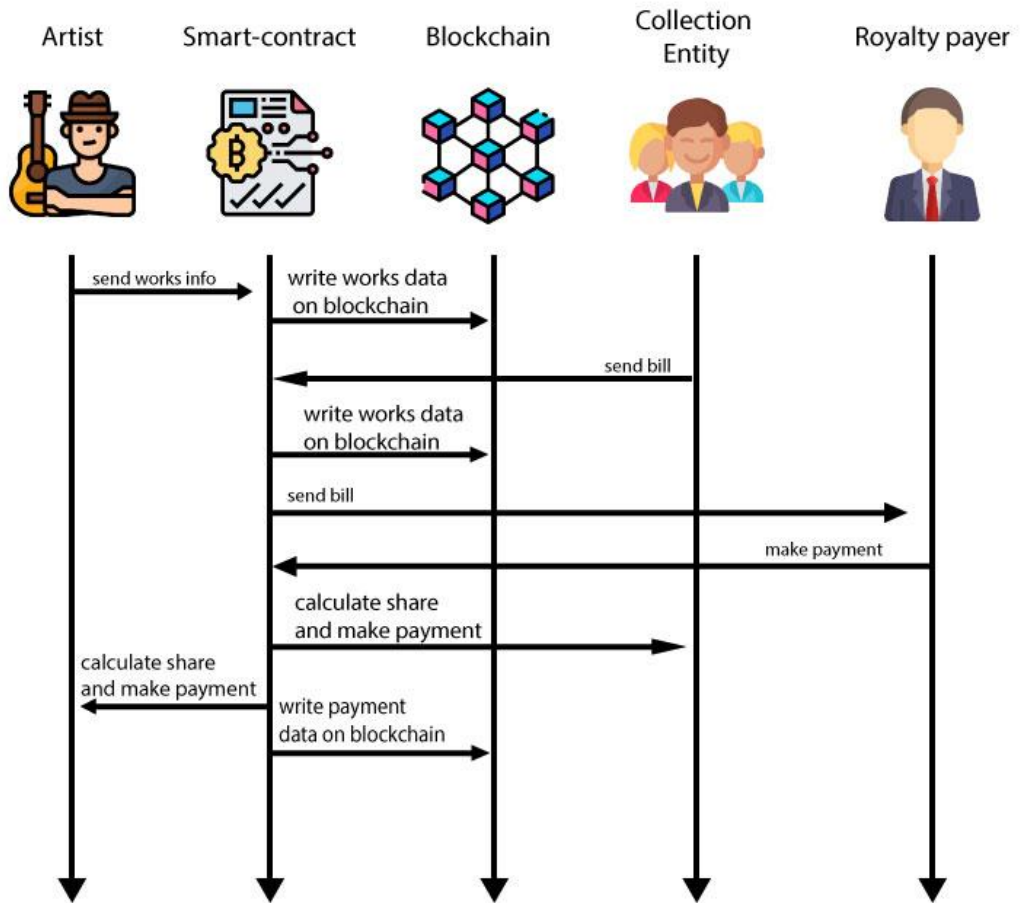 Artist
Smart-contract
Blockchain
Collection
Entity
Royalty payer
send works info
write works data
on blockchain
send bill
write works data
on blockchain
send bill
make payment
calculate share
and make payment
calculate share
and make payment
write payment
data on blockchain